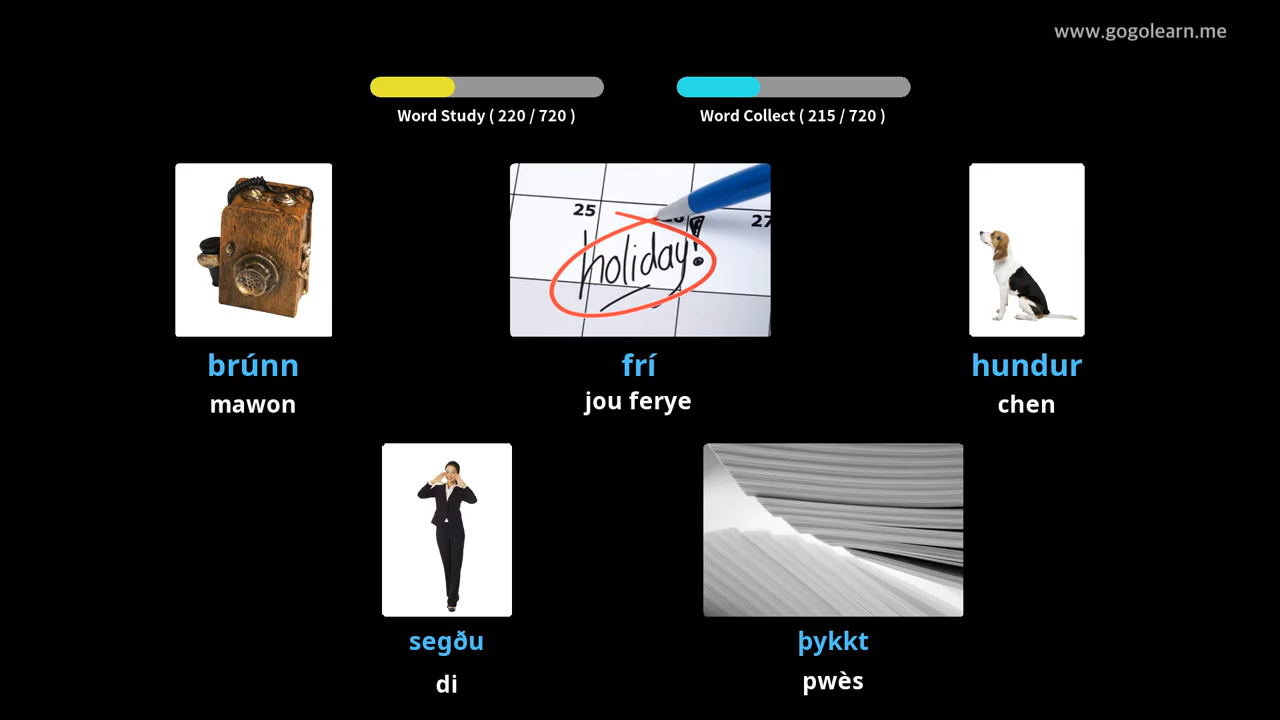 www.gogolearn.me
Word Study ( 220 / 720 )
Word Collect ( 215 / 720 )
25
27
holiday!
brúnn
mawon
frí
jou ferye
hundur
chen
segðu
di
þykkt
pwès